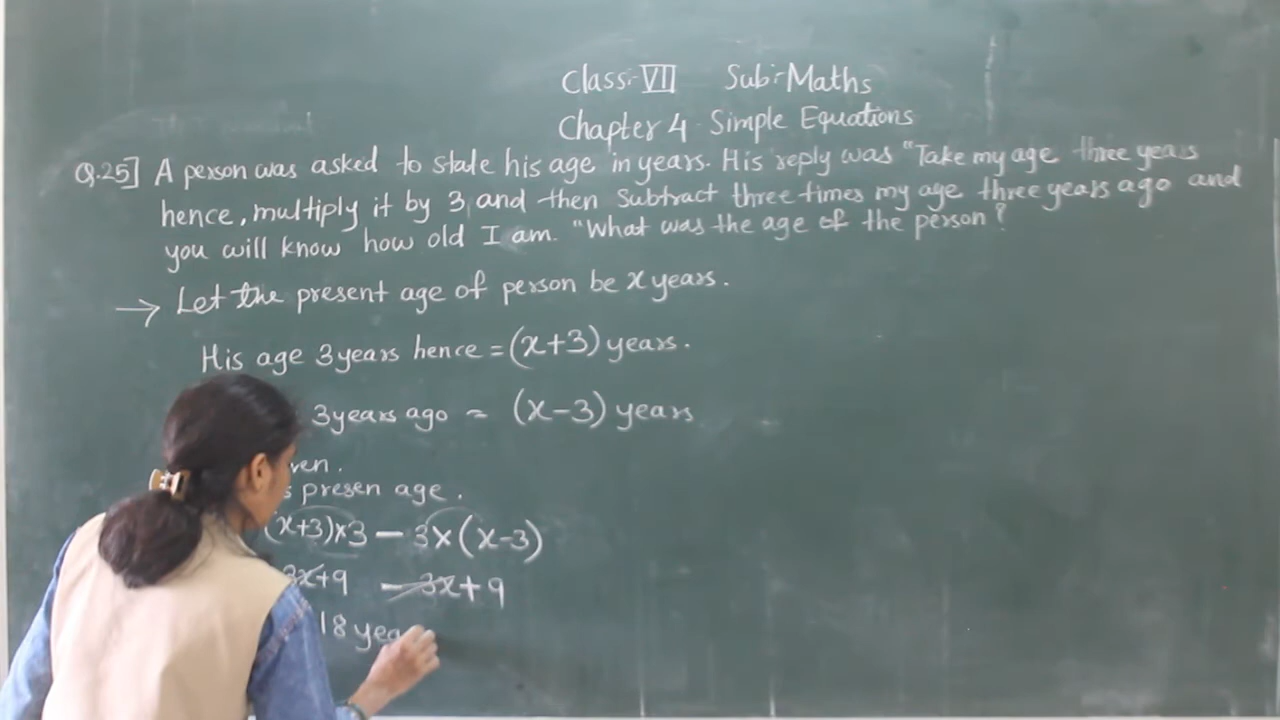 Class:- VII Sub:- Maths
Chapter 4 Simple Equations
Q.25] A person was asked to state his age in years. His reply was "Take my age three years
hence, multiply it by 3 and then Subtract three times my age three years ago and
you will know how old I am. "What was the age of the person?
→ Let the present age of person be x years.
His age 3 years hence = (x+3) years.
3 years ago = (x-3) years
presen age.
(x+3)×3 - 3×(x-3)
3x+9 - 3x+9
18